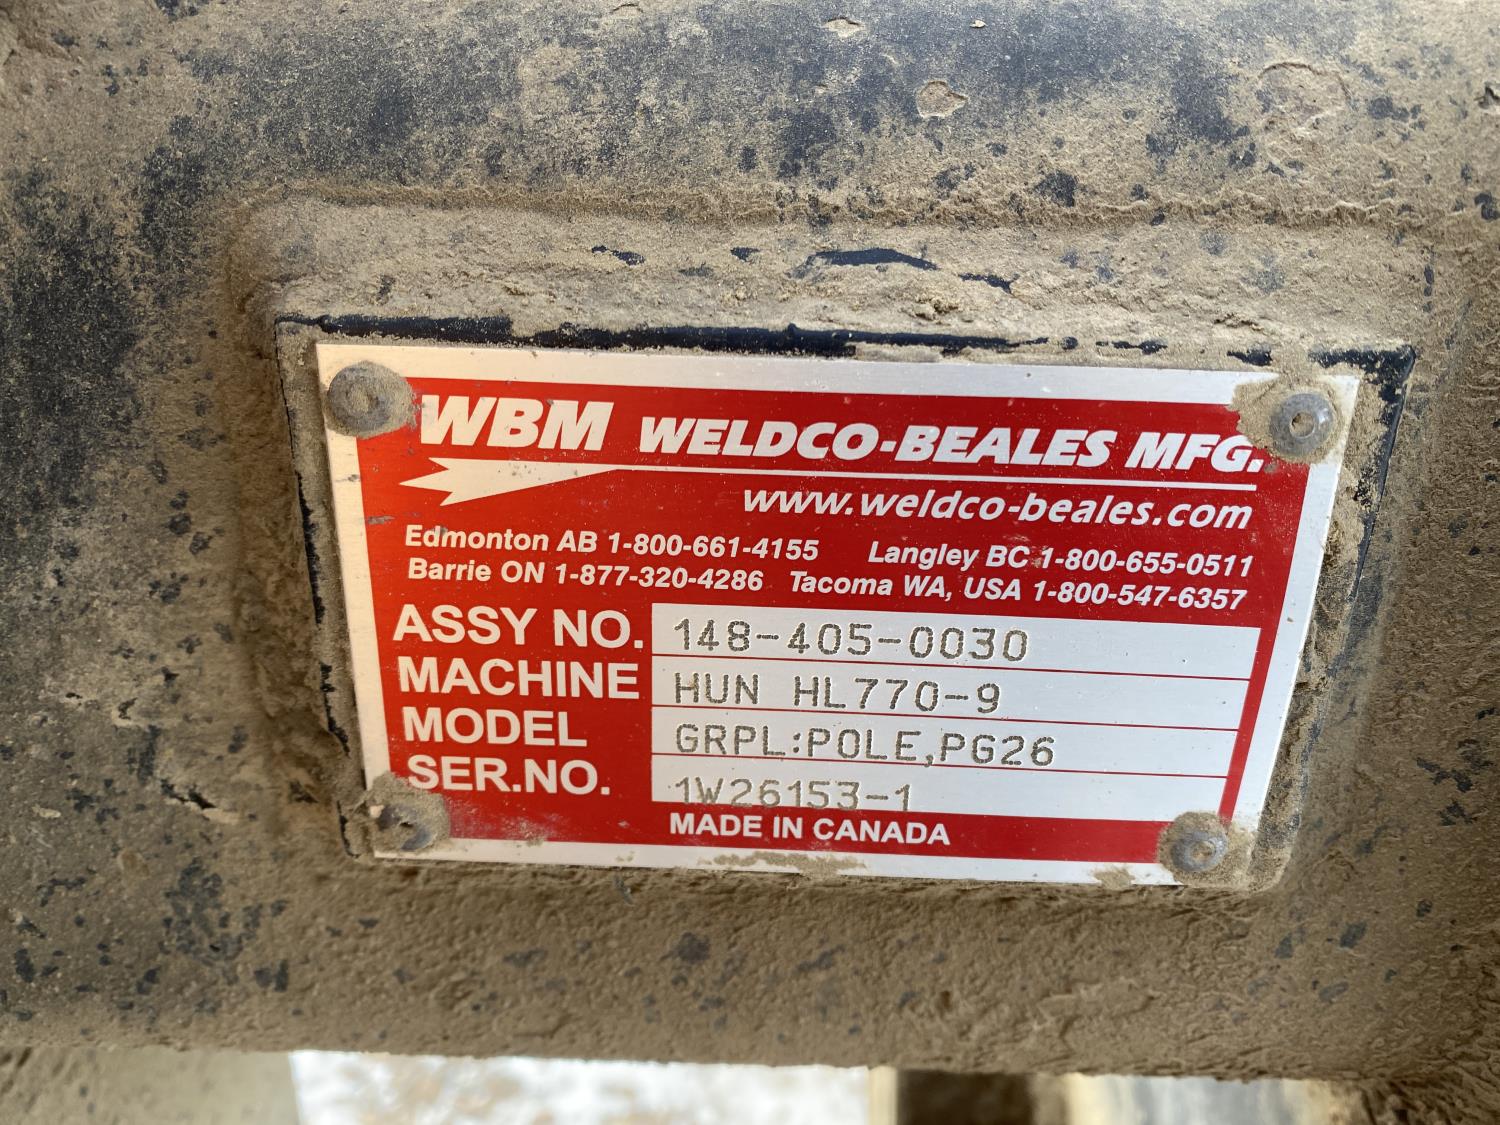 WBM WELDCO-BEALES MFG.
www.weldco-beales.com
Edmonton AB 1-800-661-4155 Langley BC 1-800-655-0511
Barrie ON 1-877-320-4286 Tacoma WA, USA 1-800-547-6357
ASSY NO. 148-405-0030
MACHINE HUN HL770-9
MODEL GRPL:POLE,PG26
SER.NO. 1W26153-1
MADE IN CANADA